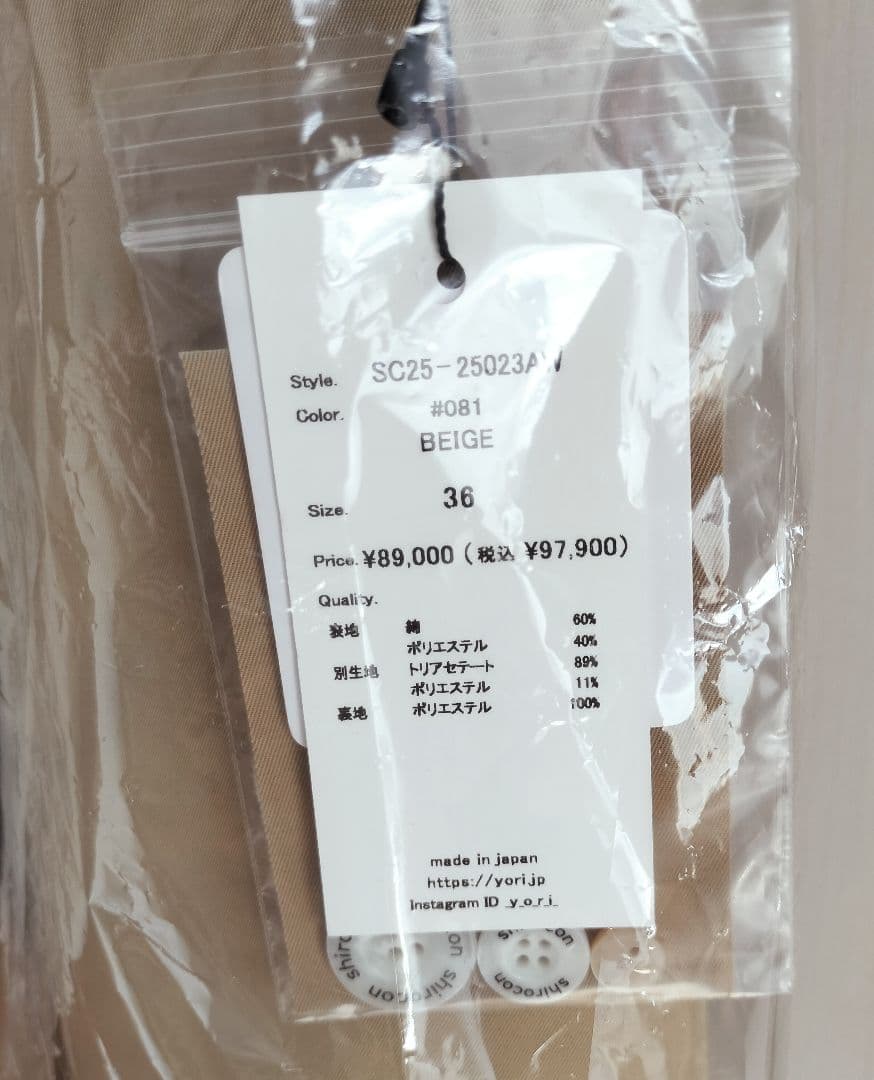 Style. SC25-25023AW
Color. #081
BEIGE
Size. 36
Price. ¥89,000 (税込 ¥97,900)
Quality.
表地 綿 60%
ポリエステル 40%
別生地 トリアセテート 89%
ポリエステル 11%
裏地 ポリエステル 100%
made in japan
https://yori.jp
Instagram ID _y_o_r_i_
shirocon shirocon
shirocon